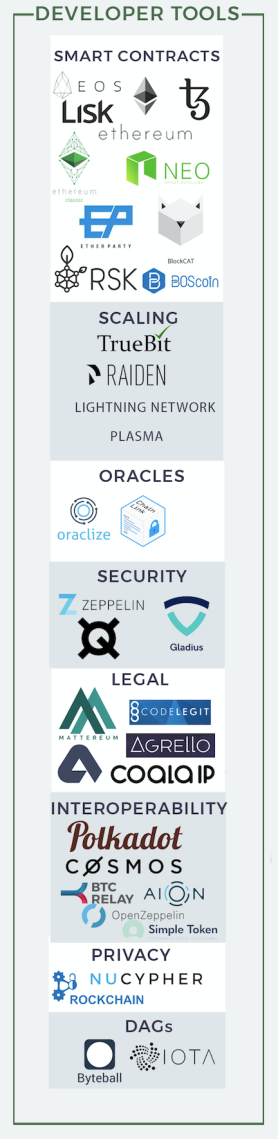 DEVELOPER TOOLS
SMART CONTRACTS
EOS
LISK
ethereum
ethereum
classic
NEO
ETHER PARTY
BlockCAT
RSK
BOScoin
SCALING
TrueBit
RAIDEN
LIGHTNING NETWORK
PLASMA
ORACLES
oraclize
Chain
Link
SECURITY
ZEPPELIN
Gladius
LEGAL
MATTEREUM
CODELEGIT
AGRELLO
COALA IP
INTEROPERABILITY
Polkadot
COSMOS
BTC
RELAY
AION
OpenZeppelin
Simple Token
PRIVACY
NUCYPHER
ROCKCHAIN
DAGs
Byteball
IOTA